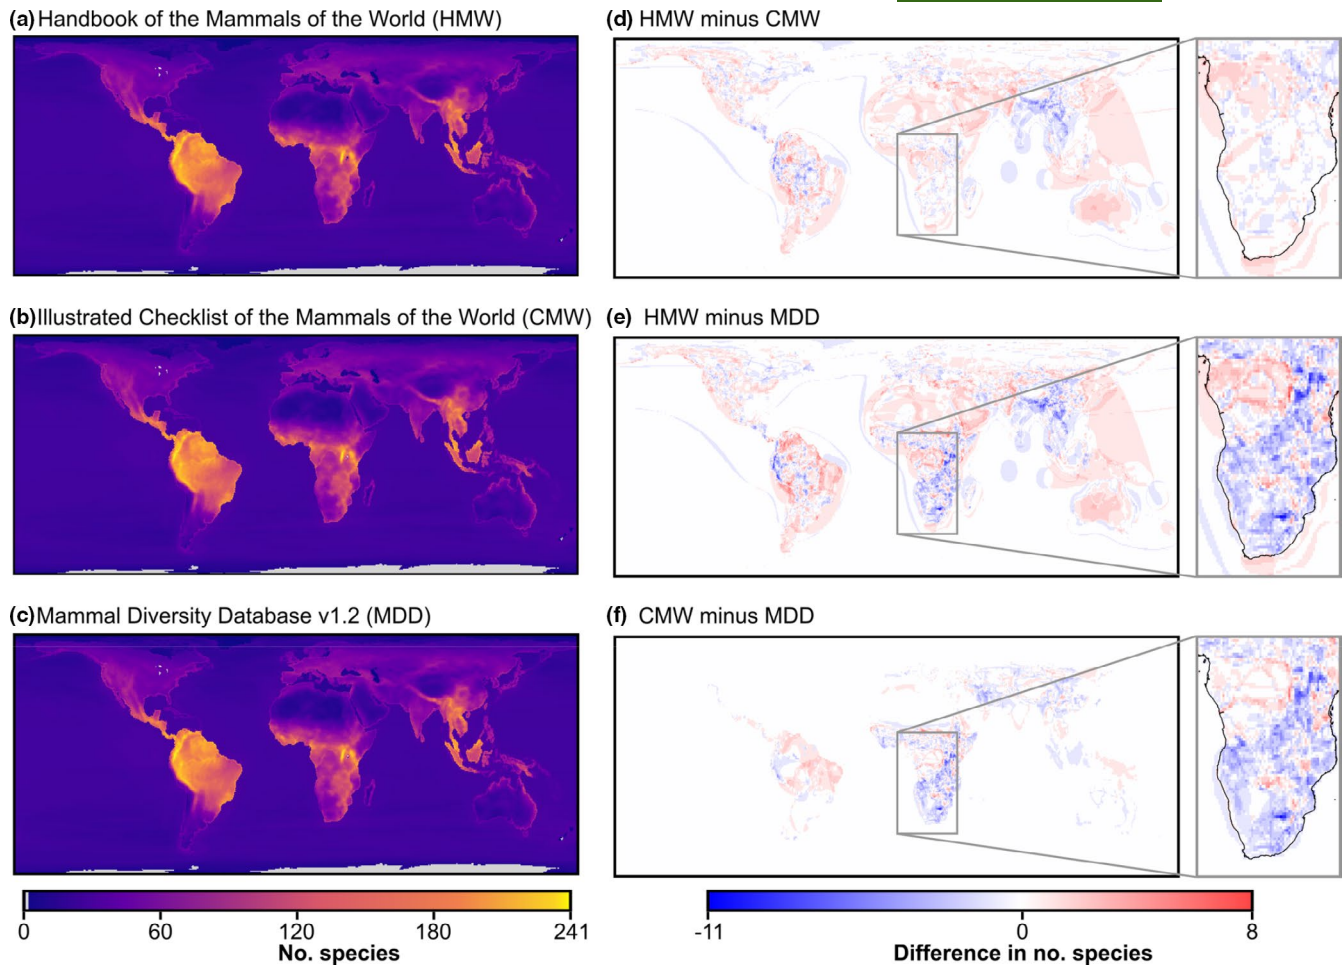 (a) Handbook of the Mammals of the World (HMW)
(d) HMW minus CMW
(b) Illustrated Checklist of the Mammals of the World (CMW)
(e) HMW minus MDD
(c) Mammal Diversity Database v1.2 (MDD)
(f) CMW minus MDD
0 60 120 180 241
No. species
-11 0 8
Difference in no. species